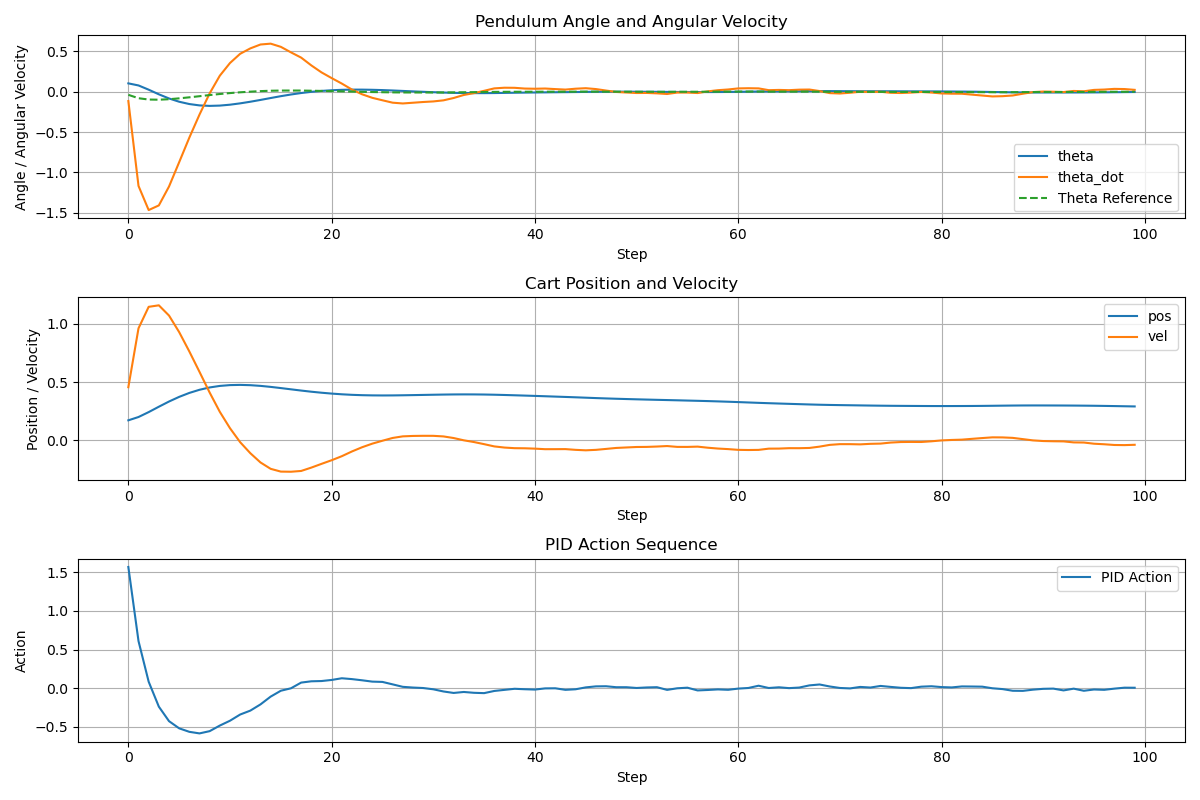 Pendulum Angle and Angular Velocity
Angle / Angular Velocity
0.5
0.0
−0.5
−1.0
−1.5
theta
theta_dot
Theta Reference
0 20 40 60 80 100
Step
Cart Position and Velocity
Position / Velocity
1.0
0.5
0.0
pos
vel
0 20 40 60 80 100
Step
PID Action Sequence
Action
1.5
1.0
0.5
0.0
−0.5
PID Action
0 20 40 60 80 100
Step